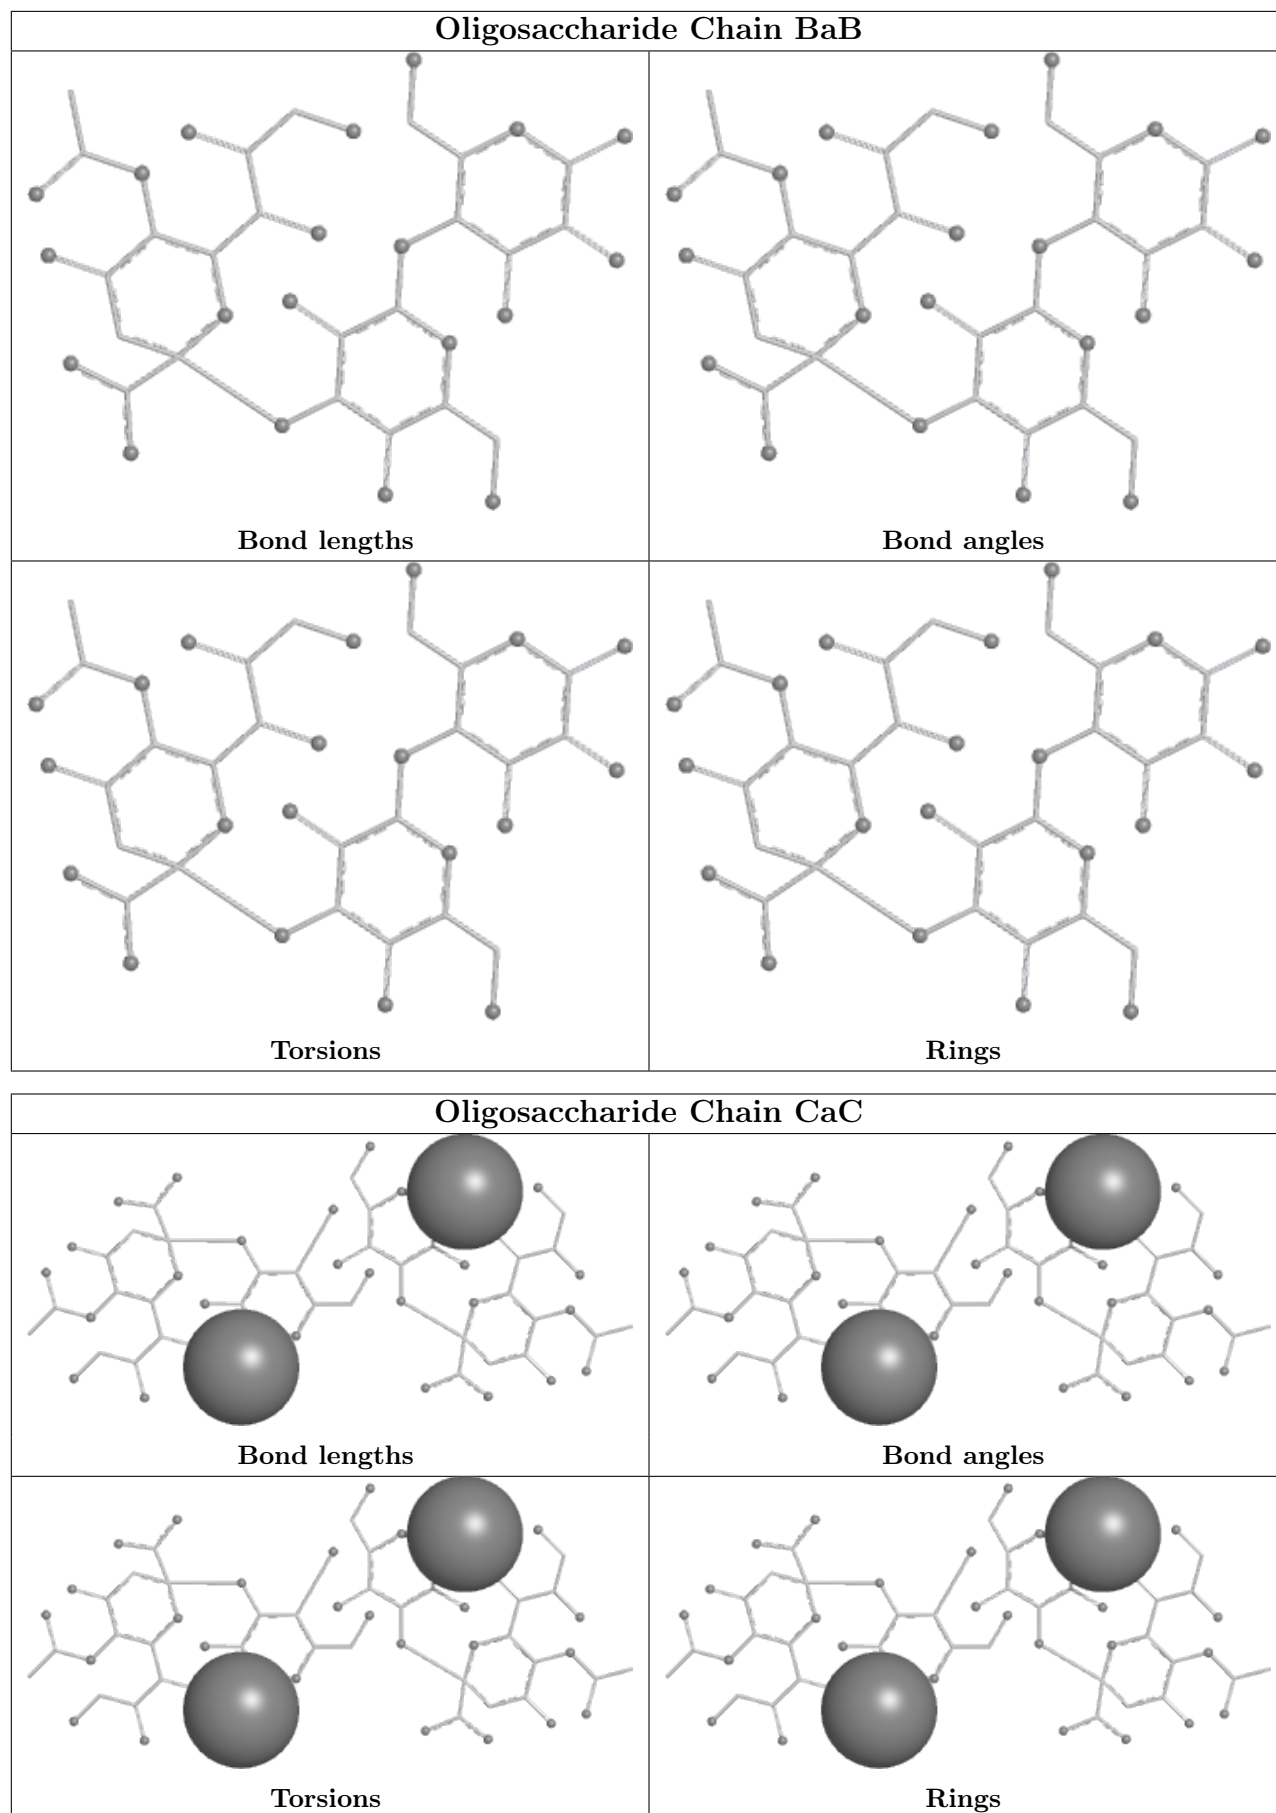 Oligosaccharide Chain BaB
Bond lengths
Bond angles
Torsions
Rings
Oligosaccharide Chain CaC
Bond lengths
Bond angles
Torsions
Rings